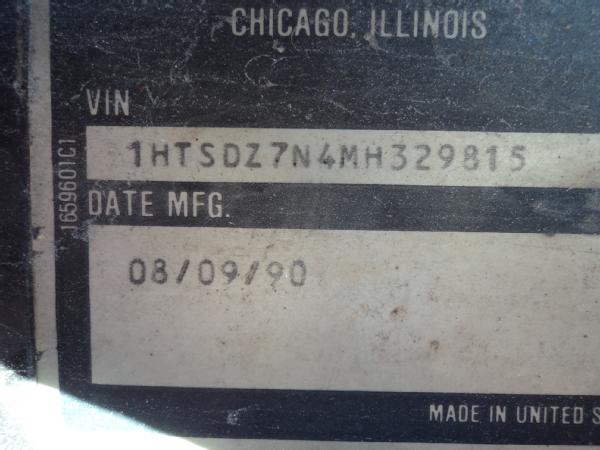 CHICAGO, ILLINOIS
VIN
1HTSDZ7N4MH329815
1659601C1
DATE MFG.
08/09/90
MADE IN UNITED S